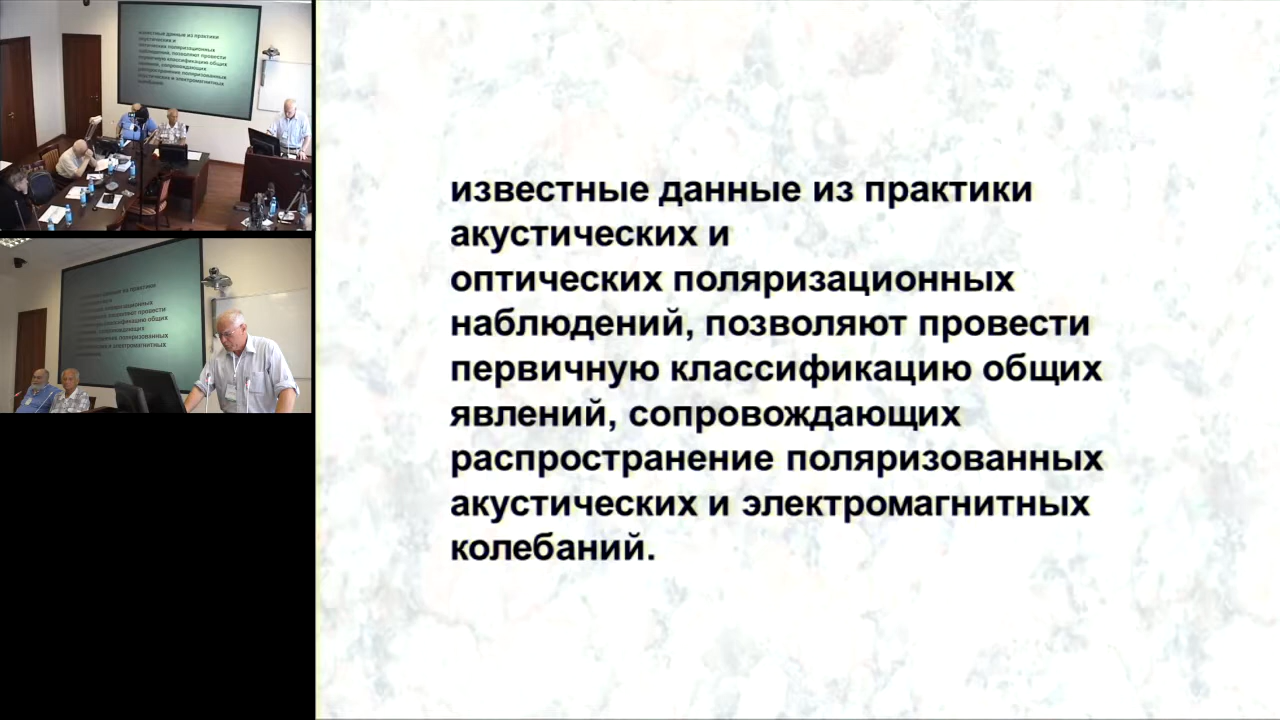 известные данные из практики
акустических и
оптических поляризационных
наблюдений, позволяют провести
первичную классификацию общих
явлений, сопровождающих
распространение поляризованных
акустических и электромагнитных
колебаний.